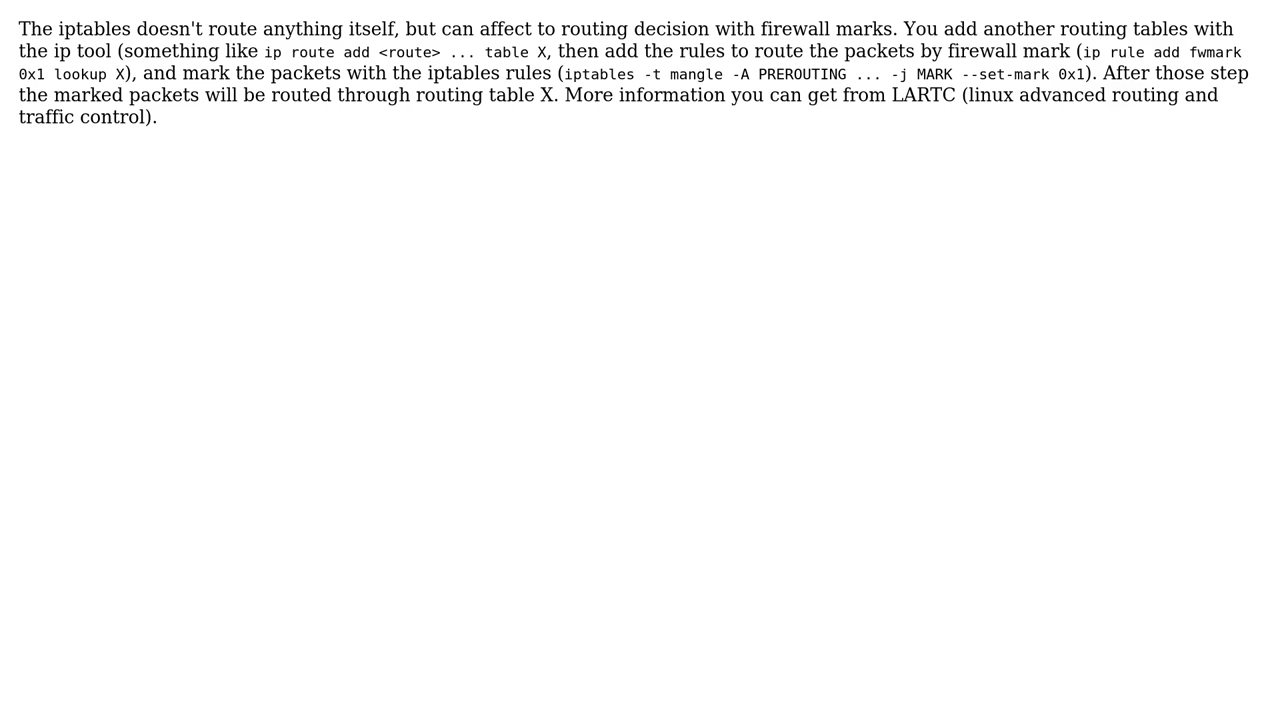 The iptables doesn't route anything itself, but can affect to routing decision with firewall marks. You add another routing tables with
the ip tool (something like ip route add <route> ... table X, then add the rules to route the packets by firewall mark (ip rule add fwmark
0x1 lookup X), and mark the packets with the iptables rules (iptables -t mangle -A PREROUTING ... -j MARK --set-mark 0x1). After those step
the marked packets will be routed through routing table X. More information you can get from LARTC (linux advanced routing and
traffic control).